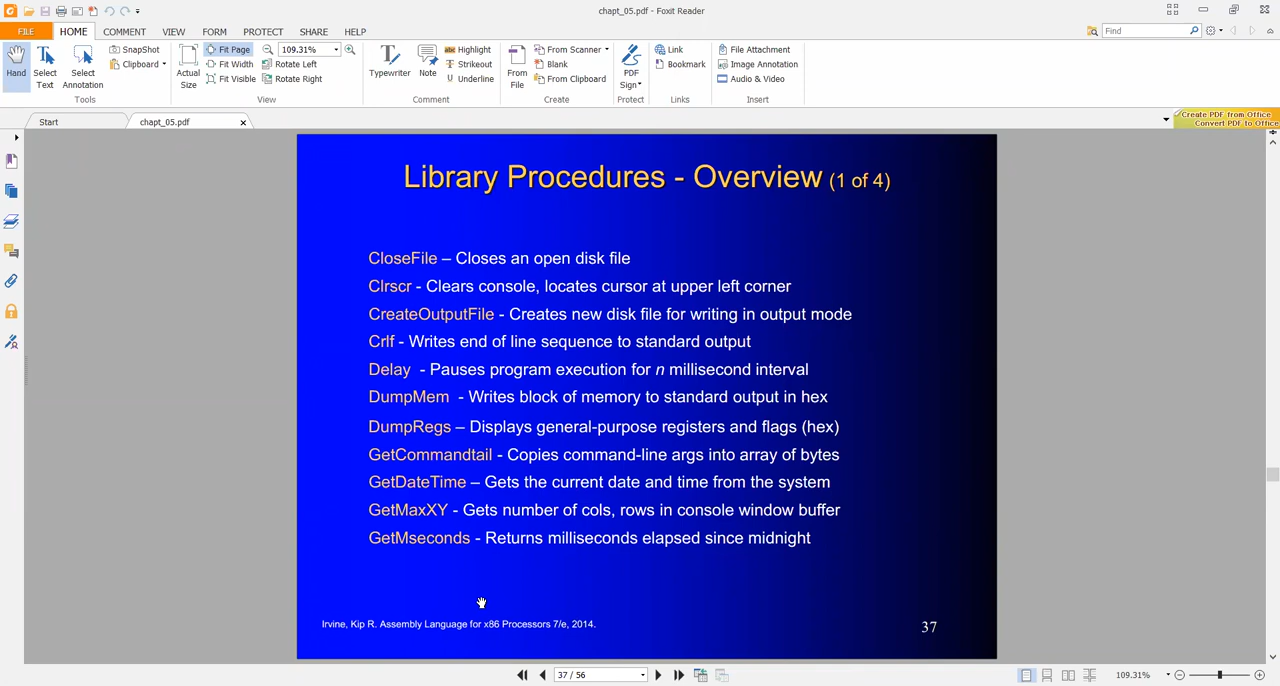 chapt_05.pdf - Foxit Reader
FILE HOME COMMENT VIEW FORM PROTECT SHARE HELP
Find
Hand
Select Text
Select Annotation
SnapShot
Clipboard
Tools
Actual Size
Fit Page
Fit Width
Fit Visible
109.31%
Rotate Left
Rotate Right
View
Typewriter
Note
Highlight
Strikeout
Underline
Comment
From File
From Scanner
Blank
From Clipboard
Create
PDF Sign
Protect
Link
Bookmark
Links
File Attachment
Image Annotation
Audio & Video
Insert
Start
chapt_05.pdf
Create PDF from Office
Convert PDF to Office
Library Procedures - Overview (1 of 4)
CloseFile – Closes an open disk file
Clrscr - Clears console, locates cursor at upper left corner
CreateOutputFile - Creates new disk file for writing in output mode
Crlf - Writes end of line sequence to standard output
Delay - Pauses program execution for n millisecond interval
DumpMem - Writes block of memory to standard output in hex
DumpRegs – Displays general-purpose registers and flags (hex)
GetCommandtail - Copies command-line args into array of bytes
GetDateTime – Gets the current date and time from the system
GetMaxXY - Gets number of cols, rows in console window buffer
GetMseconds - Returns milliseconds elapsed since midnight
Irvine, Kip R. Assembly Language for x86 Processors 7/e, 2014.
37
37 / 56
109.31%